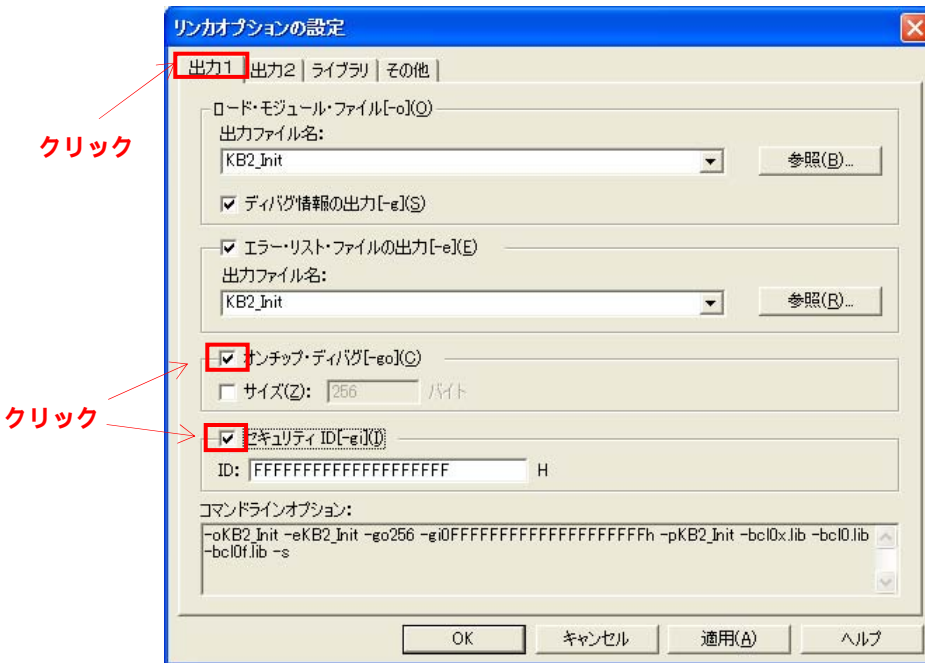 リンカオプションの設定
出力1 出力2 ライブラリ その他
クリック
ロード・モジュール・ファイル[-o](O)
出力ファイル名:
KB2_Init 参照(B)...
ディバグ情報の出力[-g](S)
エラー・リスト・ファイルの出力[-e](E)
出力ファイル名:
KB2_Init 参照(R)...
オンチップ・ディバグ[-go](C)
サイズ(Z): 256 バイト
クリック
セキュリティ ID[-gi](I)
ID: FFFFFFFFFFFFFFFFFFFF H
コマンドラインオプション:
-oKB2_Init -eKB2_Init -go256 -gi0FFFFFFFFFFFFFFFFFFFFh -pKB2_Init -bcl0x.lib -bcl0.lib
-bcl0f.lib -s
OK キャンセル 適用(A) ヘルプ